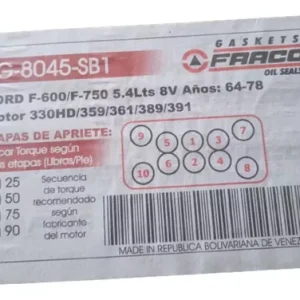 GASKETS
FRACO
OIL SEALS
G-8045-SB1
ORD F-600/F-750 5.4Lts 8V Años: 64-78
otor 330HD/359/361/389/391
ETAPAS DE APRIETE:
car Torque según
s etapas (Libras/Pie)
25
50
75
90
Secuencia
de torque
recomendado
según
fabricante
del motor
9 5 1 3 7
10 6 2 4 8
MADE IN REPUBLICA BOLIVARIANA DE VENEZ